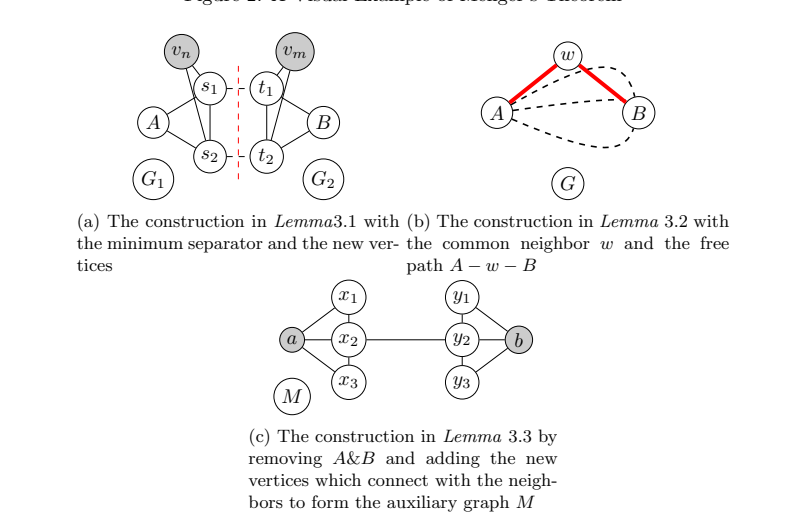 Figure 2: A Visual Example of Menger's Theorem
v_n v_m
s_1 t_1
A B
s_2 t_2
G_1 G_2
w
A B
G
(a) The construction in Lemma3.1 with
the minimum separator and the new ver-
tices
(b) The construction in Lemma 3.2 with
the common neighbor w and the free
path A − w − B
x_1 y_1
a x_2 y_2 b
x_3 y_3
M
(c) The construction in Lemma 3.3 by
removing A&B and adding the new
vertices which connect with the neigh-
bors to form the auxiliary graph M